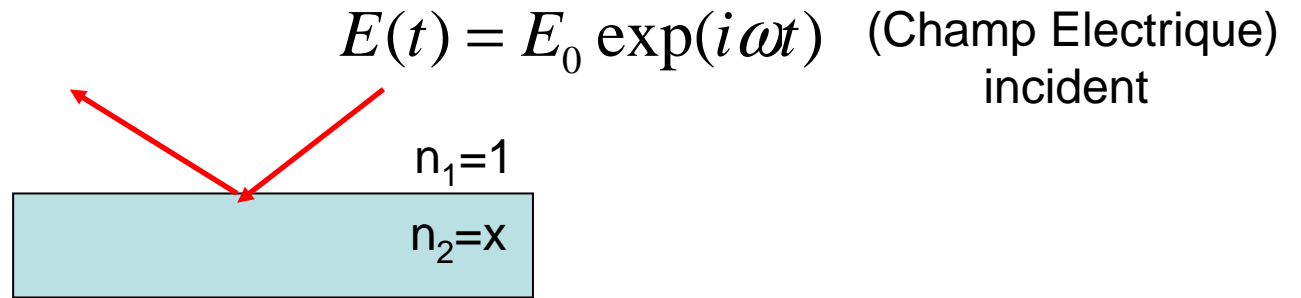 E(t) = E₀ exp(iωt) (Champ Electrique)
incident
n₁=1
n₂=x